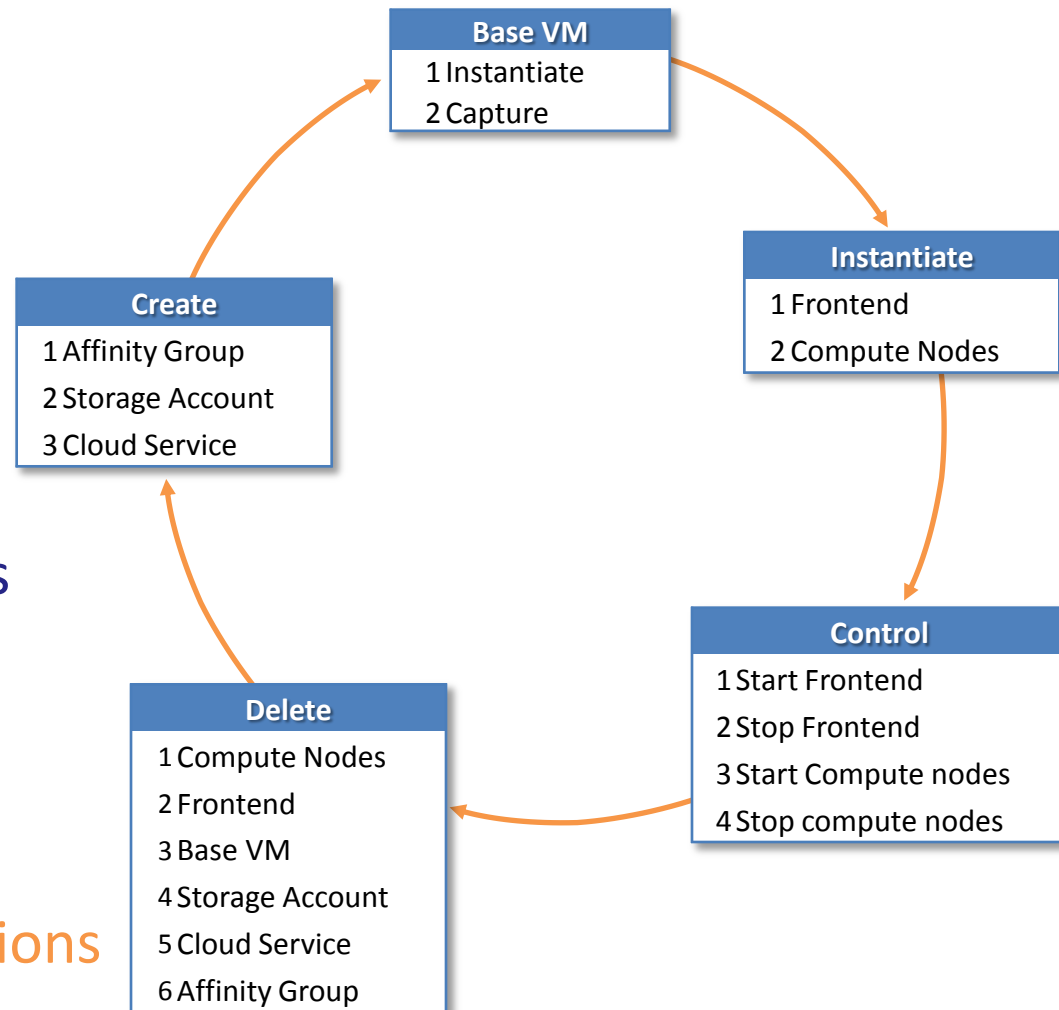 Base VM
1 Instantiate
2 Capture
Instantiate
1 Frontend
2 Compute Nodes
Create
1 Affinity Group
2 Storage Account
3 Cloud Service
s
Control
1 Start Frontend
2 Stop Frontend
3 Start Compute nodes
4 Stop compute nodes
Delete
1 Compute Nodes
2 Frontend
3 Base VM
4 Storage Account
5 Cloud Service
6 Affinity Group
ions